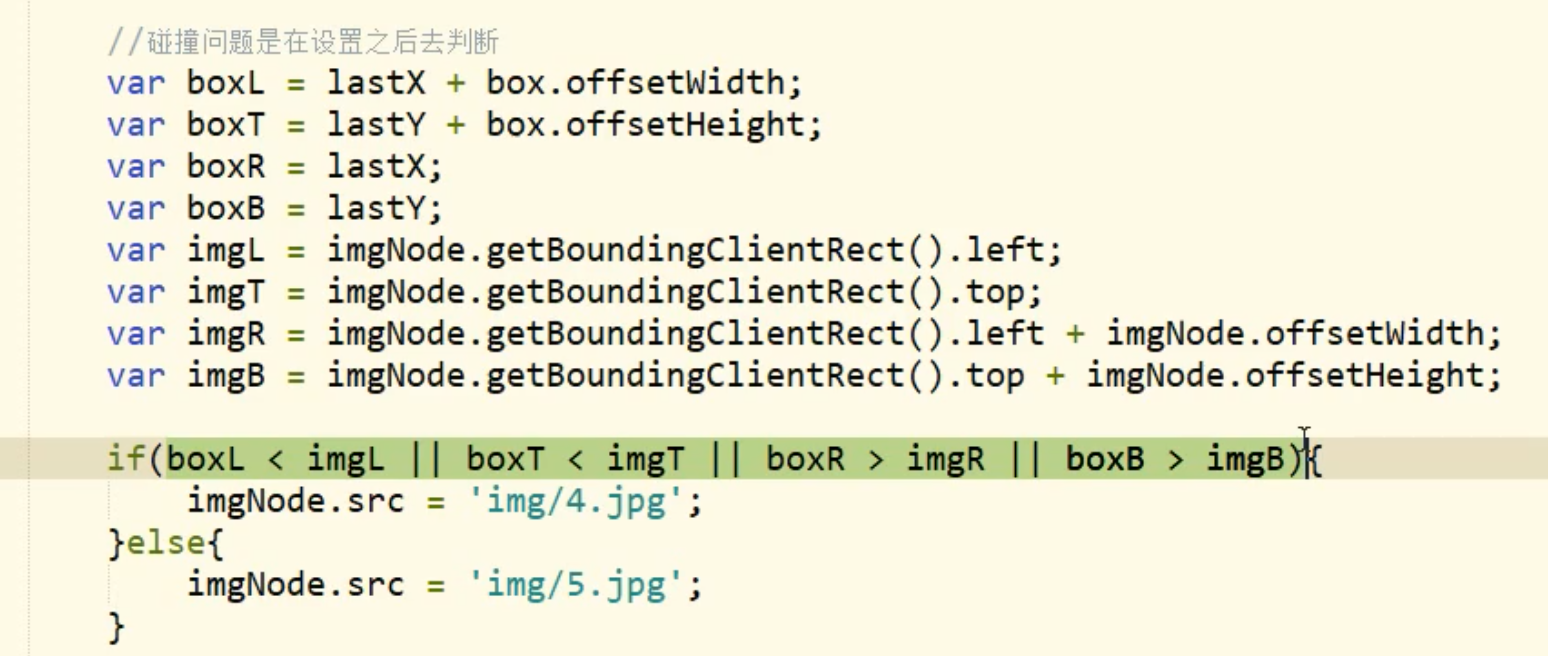 //碰撞问题是在设置之后去判断
var boxL = lastX + box.offsetWidth;
var boxT = lastY + box.offsetHeight;
var boxR = lastX;
var boxB = lastY;
var imgL = imgNode.getBoundingClientRect().left;
var imgT = imgNode.getBoundingClientRect().top;
var imgR = imgNode.getBoundingClientRect().left + imgNode.offsetWidth;
var imgB = imgNode.getBoundingClientRect().top + imgNode.offsetHeight;
if(boxL < imgL || boxT < imgT || boxR > imgR || boxB > imgB){
imgNode.src = 'img/4.jpg';
}else{
imgNode.src = 'img/5.jpg';
}